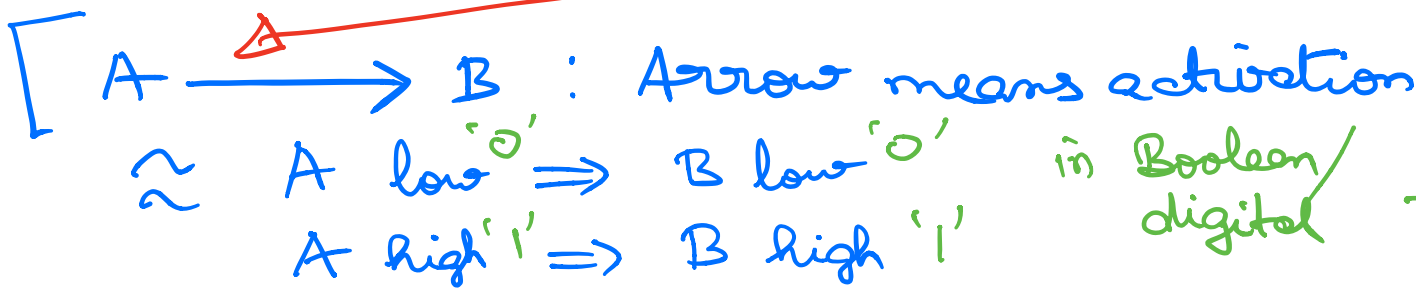 A → B : Arrow means activation
≈ A low '0' ⇒ B low '0' in Boolean/
A high '1' ⇒ B high '1' digital